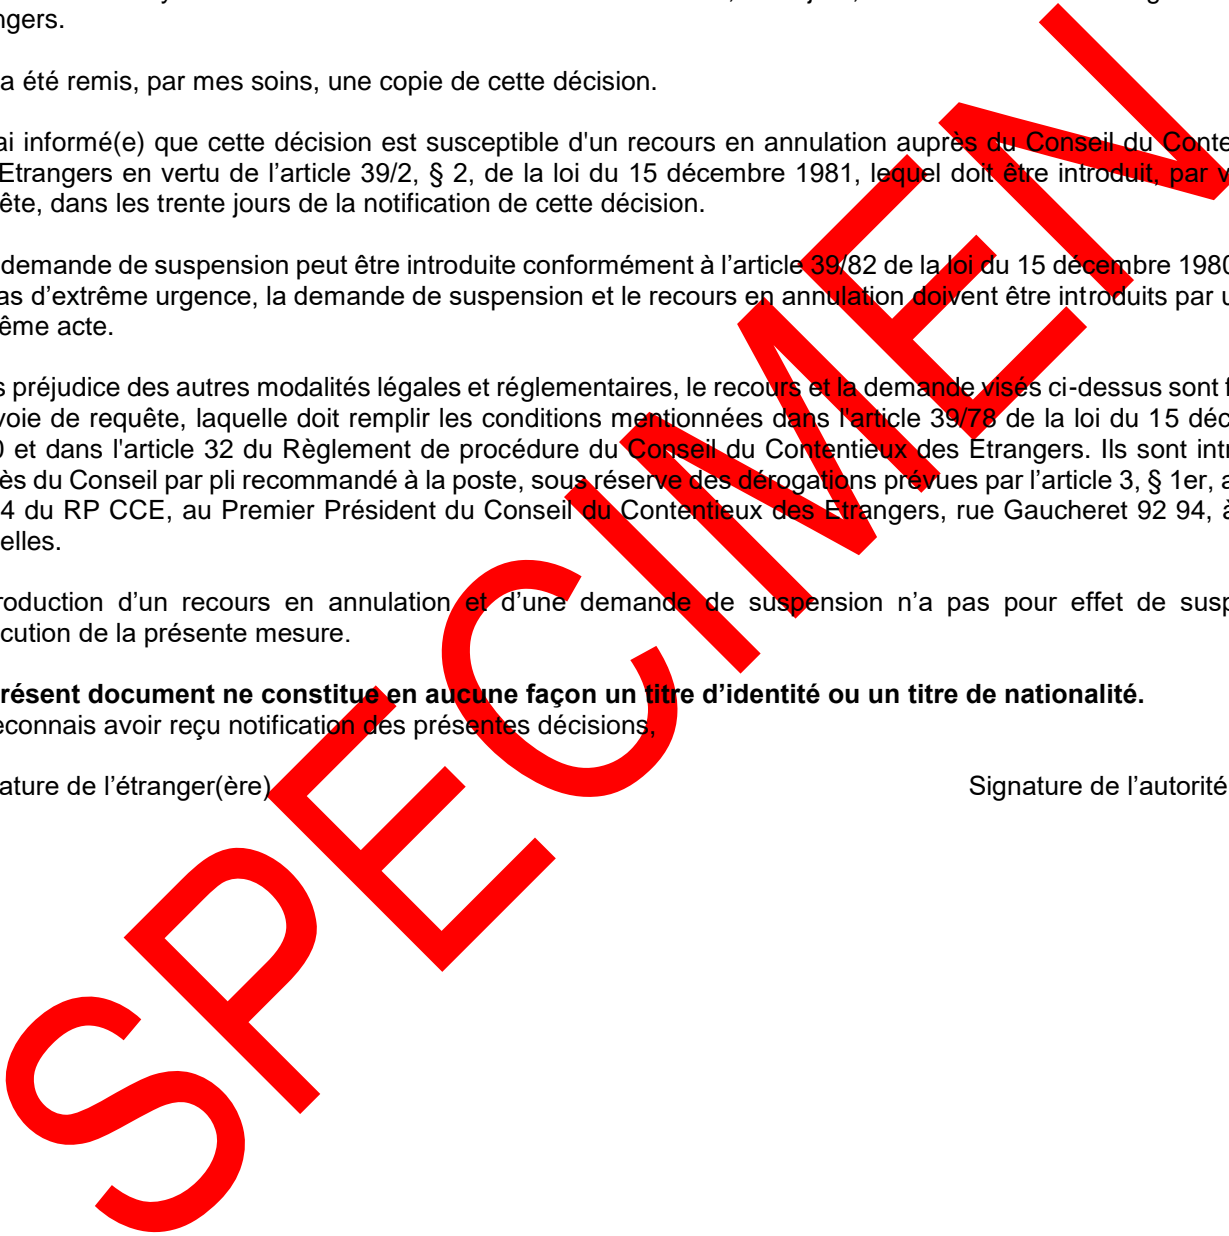 ngers.
a été remis, par mes soins, une copie de cette décision.
ai informé(e) que cette décision est susceptible d'un recours en annulation auprès du Conseil du Conte
Etrangers en vertu de l’article 39/2, § 2, de la loi du 15 décembre 1981, lequel doit être introduit, par v
ête, dans les trente jours de la notification de cette décision.
demande de suspension peut être introduite conformément à l’article 39/82 de la loi du 15 décembre 1980
as d’extrême urgence, la demande de suspension et le recours en annulation doivent être introduits par u
ême acte.
s préjudice des autres modalités légales et réglementaires, le recours et la demande visés ci-dessus sont f
voie de requête, laquelle doit remplir les conditions mentionnées dans l'article 39/78 de la loi du 15 déc
0 et dans l'article 32 du Règlement de procédure du Conseil du Contentieux des Etrangers. Ils sont intr
ès du Conseil par pli recommandé à la poste, sous réserve des dérogations prévues par l’article 3, § 1er, a
4 du RP CCE, au Premier Président du Conseil du Contentieux des Etrangers, rue Gaucheret 92 94, à
elles.
roduction d’un recours en annulation et d’une demande de suspension n’a pas pour effet de susp
cution de la présente mesure.
résent document ne constitue en aucune façon un titre d’identité ou un titre de nationalité.
econnais avoir reçu notification des présentes décisions,
ature de l’étranger(ère) Signature de l’autorité
SPECIMEN